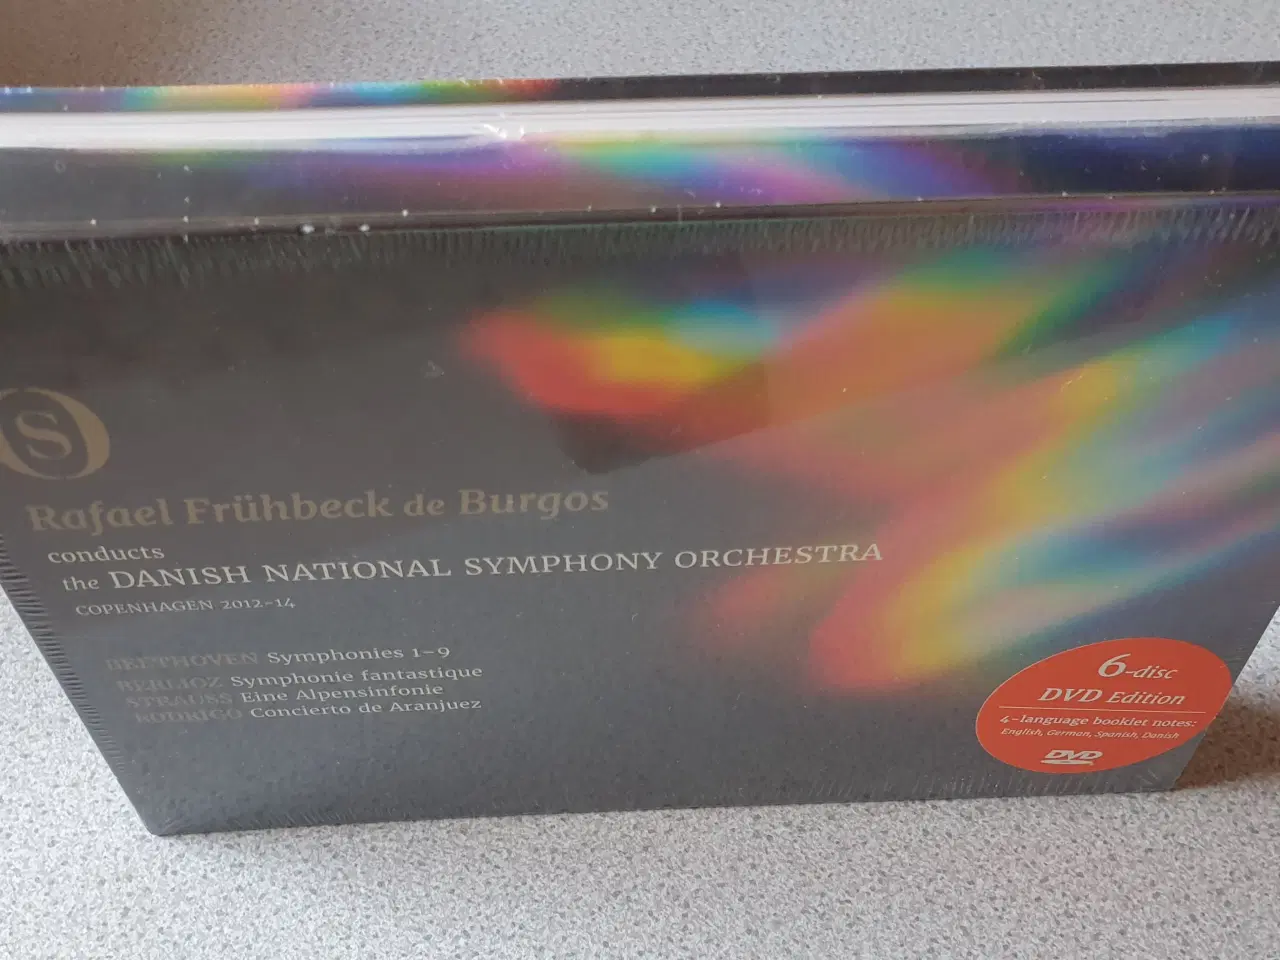 S
Rafael Frühbeck de Burgos
conducts
the DANISH NATIONAL SYMPHONY ORCHESTRA
COPENHAGEN 2012-14
BEETHOVEN Symphonies 1–9
BERLIOZ Symphonie fantastique
STRAUSS Eine Alpensinfonie
RODRIGO Concierto de Aranjuez
6-disc
DVD Edition
4-language booklet notes:
English, German, Spanish, Danish
DVD